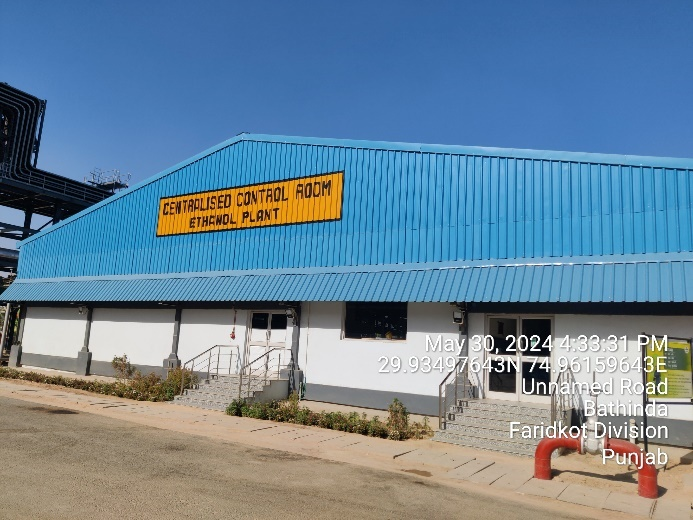 CENTRALISED CONTROL ROOM
ETHANOL PLANT
May 30, 2024 4:33:31 PM
29.93497643N 74.96159643E
Unnamed Road
Bathinda
Faridkot Division
Punjab